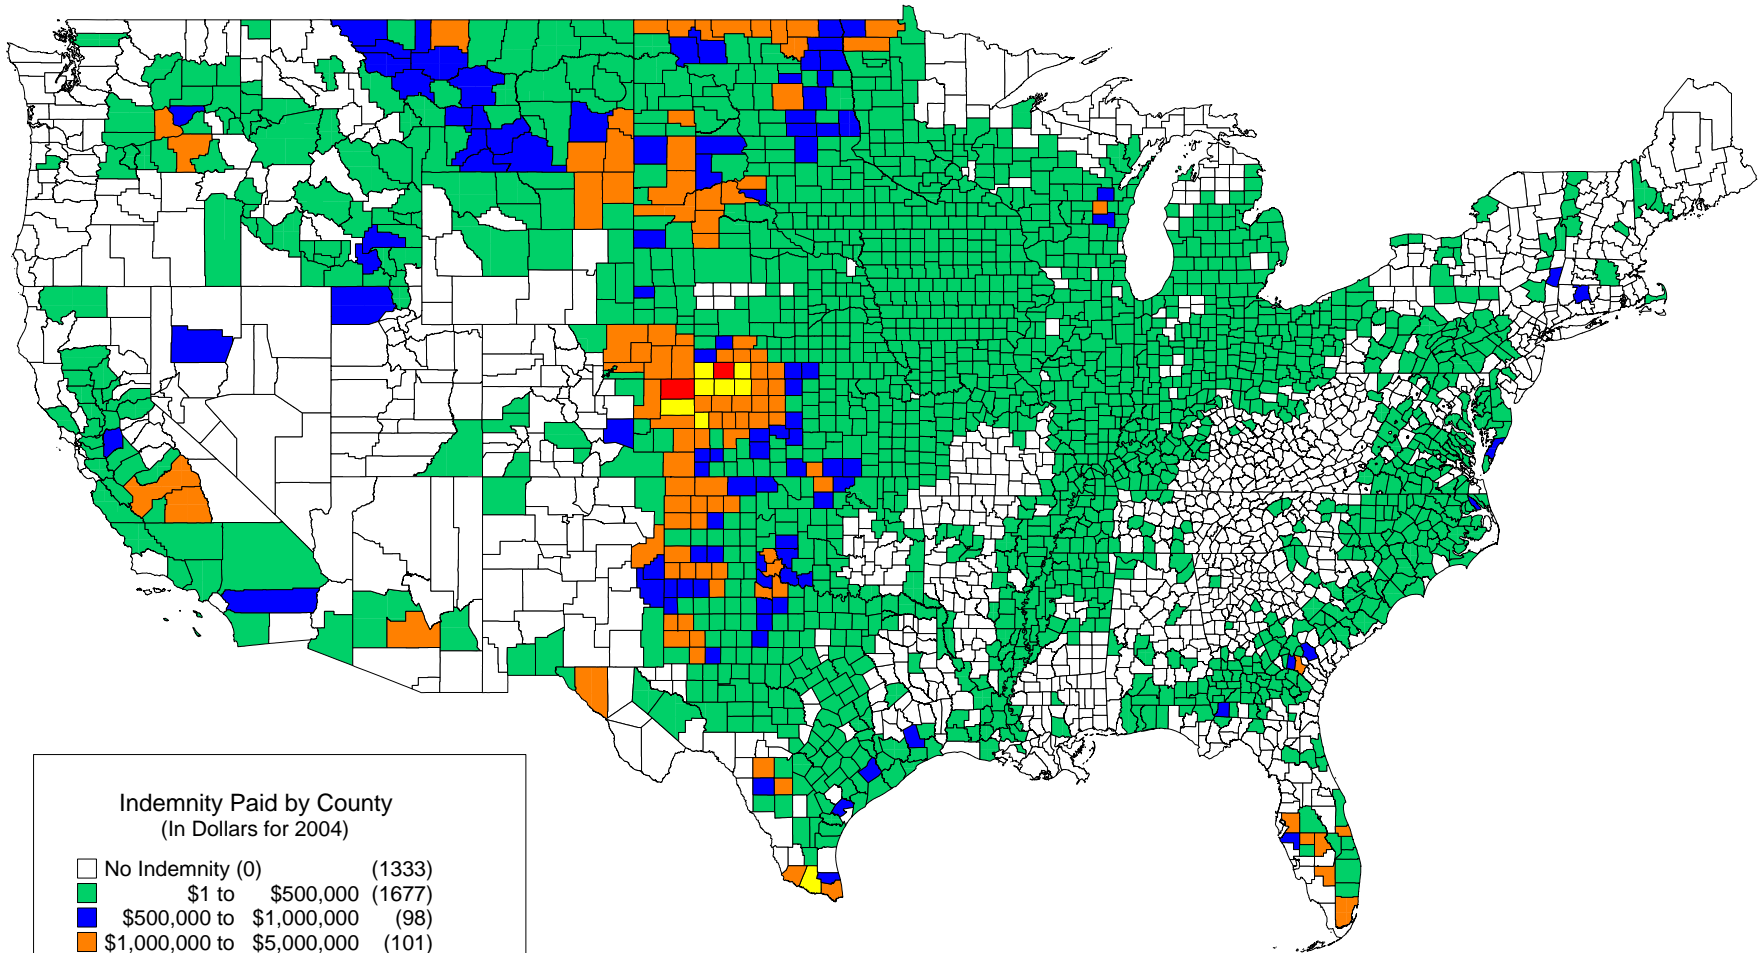 Indemnity Paid by County
(In Dollars for 2004)
No Indemnity (0) (1333)
$1 to $500,000 (1677)
$500,000 to $1,000,000 (98)
$1,000,000 to $5,000,000 (101)